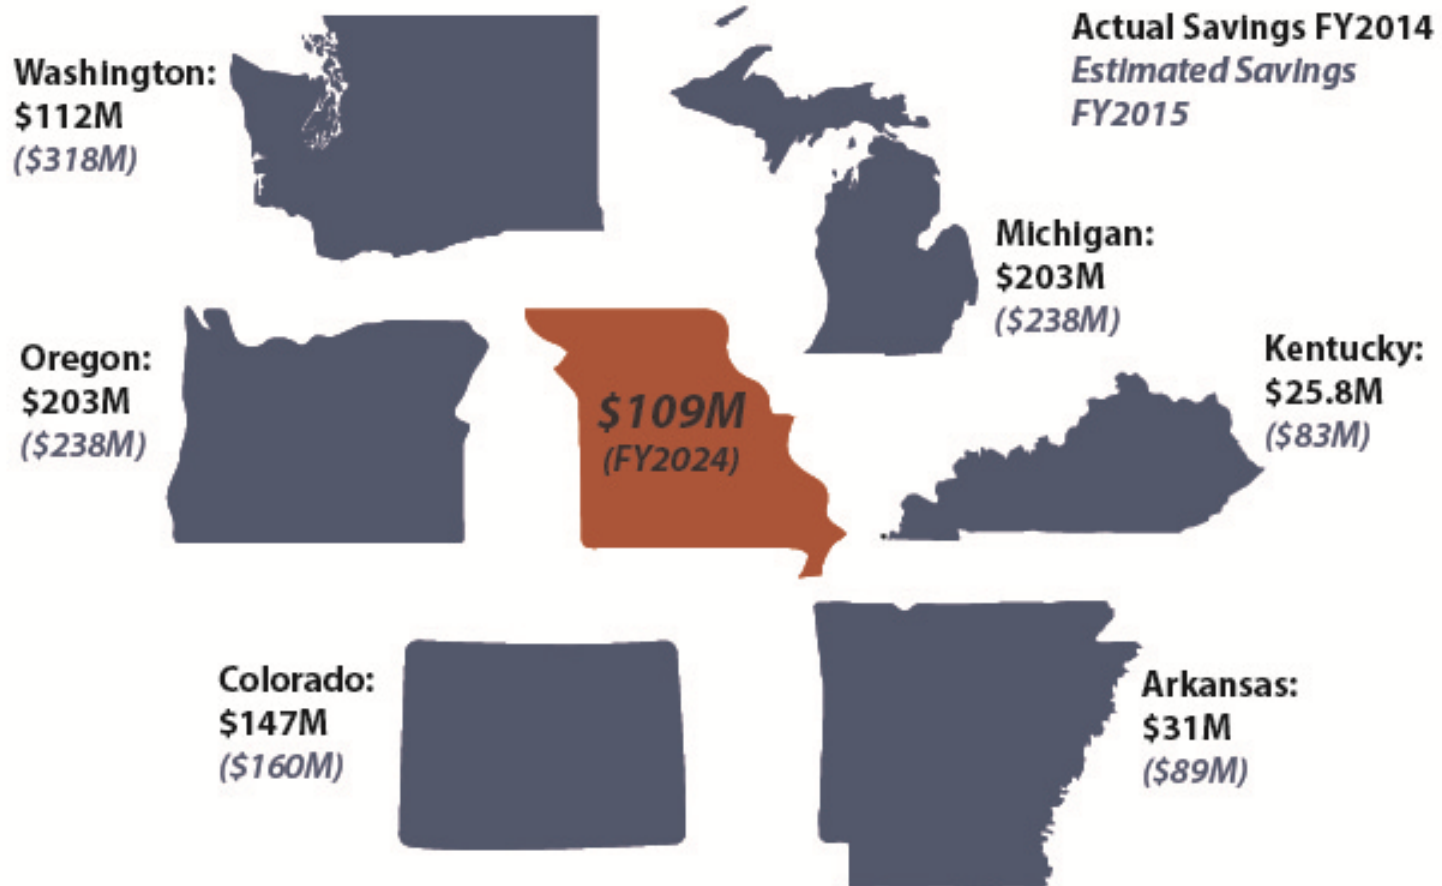 Actual Savings FY2014
Estimated Savings
FY2015
Washington:
$112M
($318M)
Michigan:
$203M
($238M)
Oregon:
$203M
($238M)
$109M
(FY2024)
Kentucky:
$25.8M
($83M)
Colorado:
$147M
($160M)
Arkansas:
$31M
($89M)